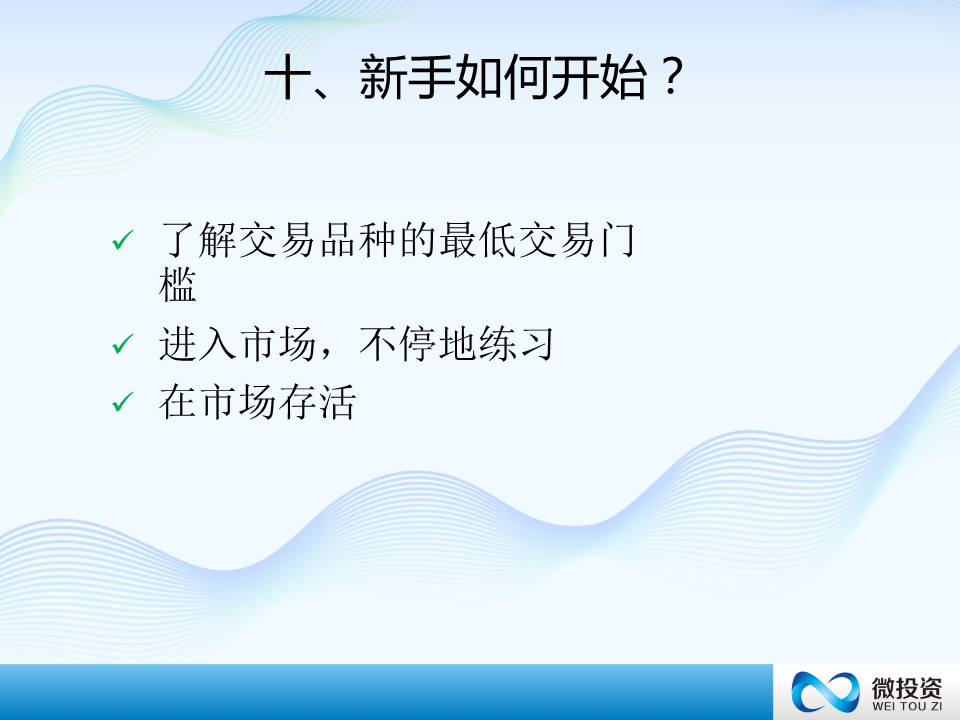 十、新手如何开始？
了解交易品种的最低交易门
槛
进入市场，不停地练习
在市场存活
微投资
WEI TOU ZI